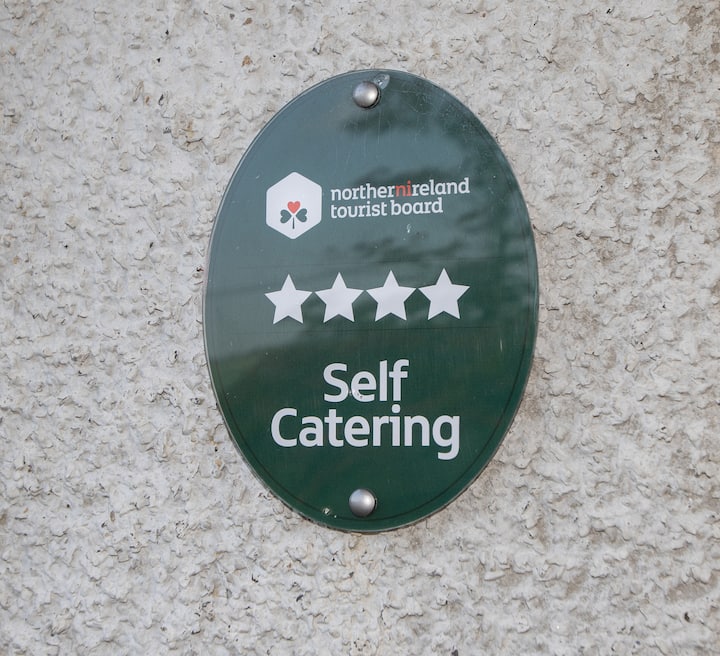 northernireland
tourist board
Self
Catering